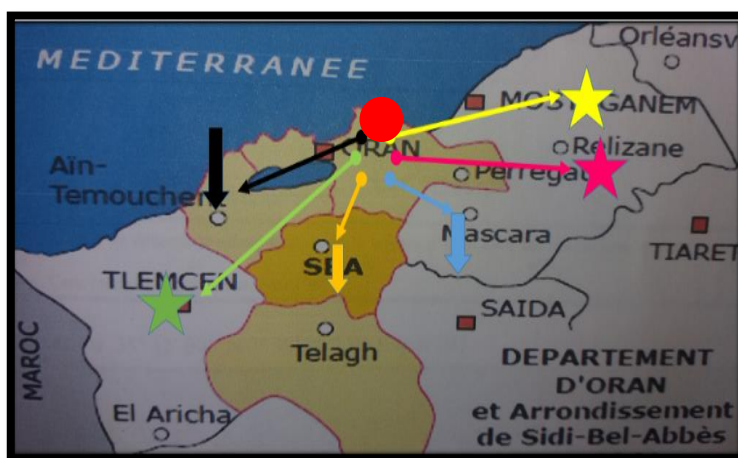 Orléansv
MEDITERRANEE
MOSTAGANEM
ORAN
Relizane
Aïn-
Temouchent
Perregau
Mascara
TIARET
SBA
TLEMCEN
SAIDA
MAROC
Telagh
DEPARTEMENT
D'ORAN
El Aricha
et Arrondissement
de Sidi-Bel-Abbès